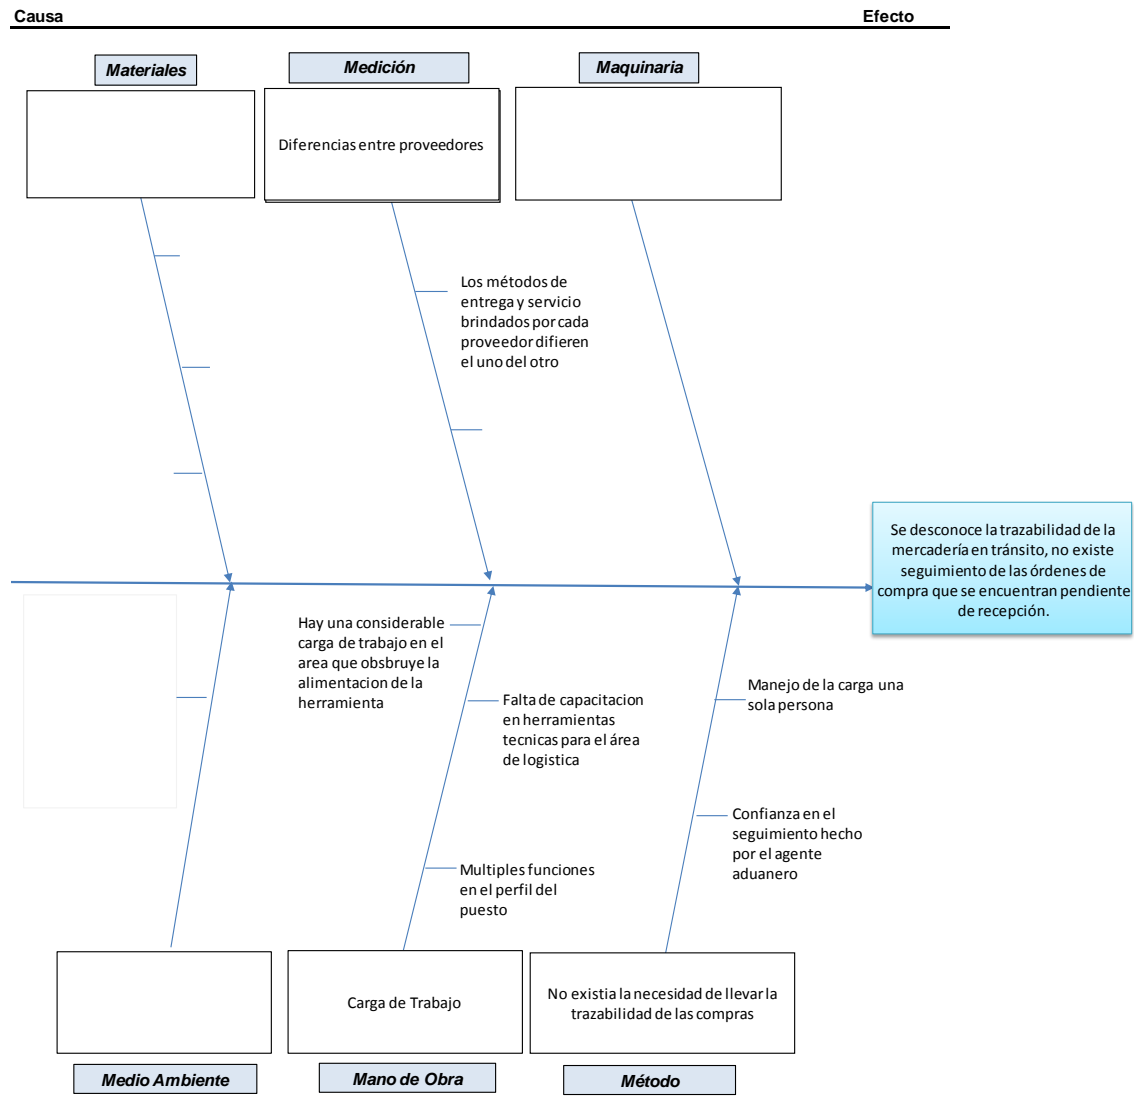 Causa
Efecto
Materiales
Medición
Maquinaria
Diferencias entre proveedores
Los métodos de
entrega y servicio
brindados por cada
proveedor difieren
el uno del otro
Se desconoce la trazabilidad de la
mercadería en tránsito, no existe
seguimiento de las órdenes de
compra que se encuentran pendiente
de recepción.
Hay una considerable
carga de trabajo en el
area que obsbruye la
alimentacion de la
herramienta
Falta de capacitacion
en herramientas
tecnicas para el área
de logistica
Multiples funciones
en el perfil del
puesto
Manejo de la carga una
sola persona
Confianza en el
seguimiento hecho
por el agente
aduanero
Carga de Trabajo
No existia la necesidad de llevar la
trazabilidad de las compras
Medio Ambiente
Mano de Obra
Método